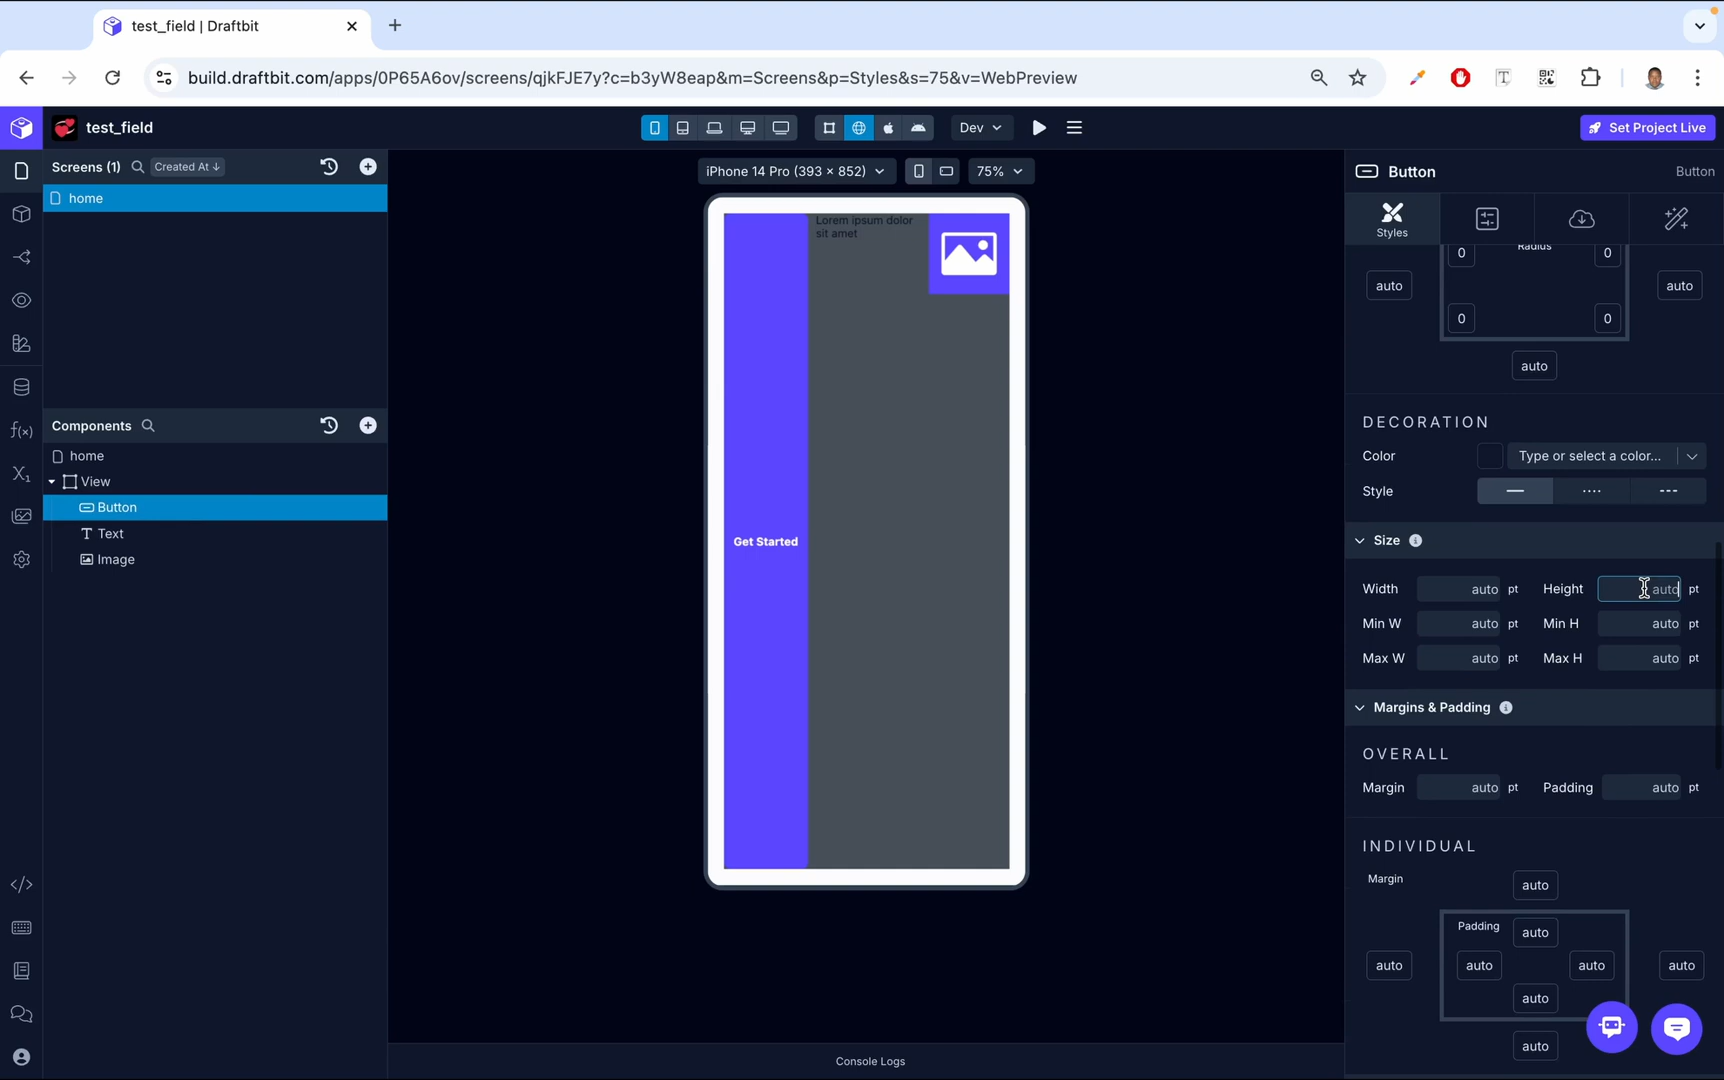 test_field | Draftbit
build.draftbit.com/apps/0P65A6ov/screens/qjkFJE7y?c=b3yW8eap&m=Screens&p=Styles&s=75&v=WebPreview
test_field
Dev
Set Project Live
Screens (1) Created At ↓
home
iPhone 14 Pro (393 × 852)
75%
Button Button
Styles
Lorem ipsum dolor
sit amet
Get Started
Components
home
View
Button
Text
Image
f(x)
X1
Radius
0 0
auto auto
0 0
auto
DECORATION
Color Type or select a color...
Style
Size
Width auto pt Height auto pt
Min W auto pt Min H auto pt
Max W auto pt Max H auto pt
Margins & Padding
OVERALL
Margin auto pt Padding auto pt
INDIVIDUAL
Margin auto
Padding auto
auto auto auto auto
auto
auto
Console Logs